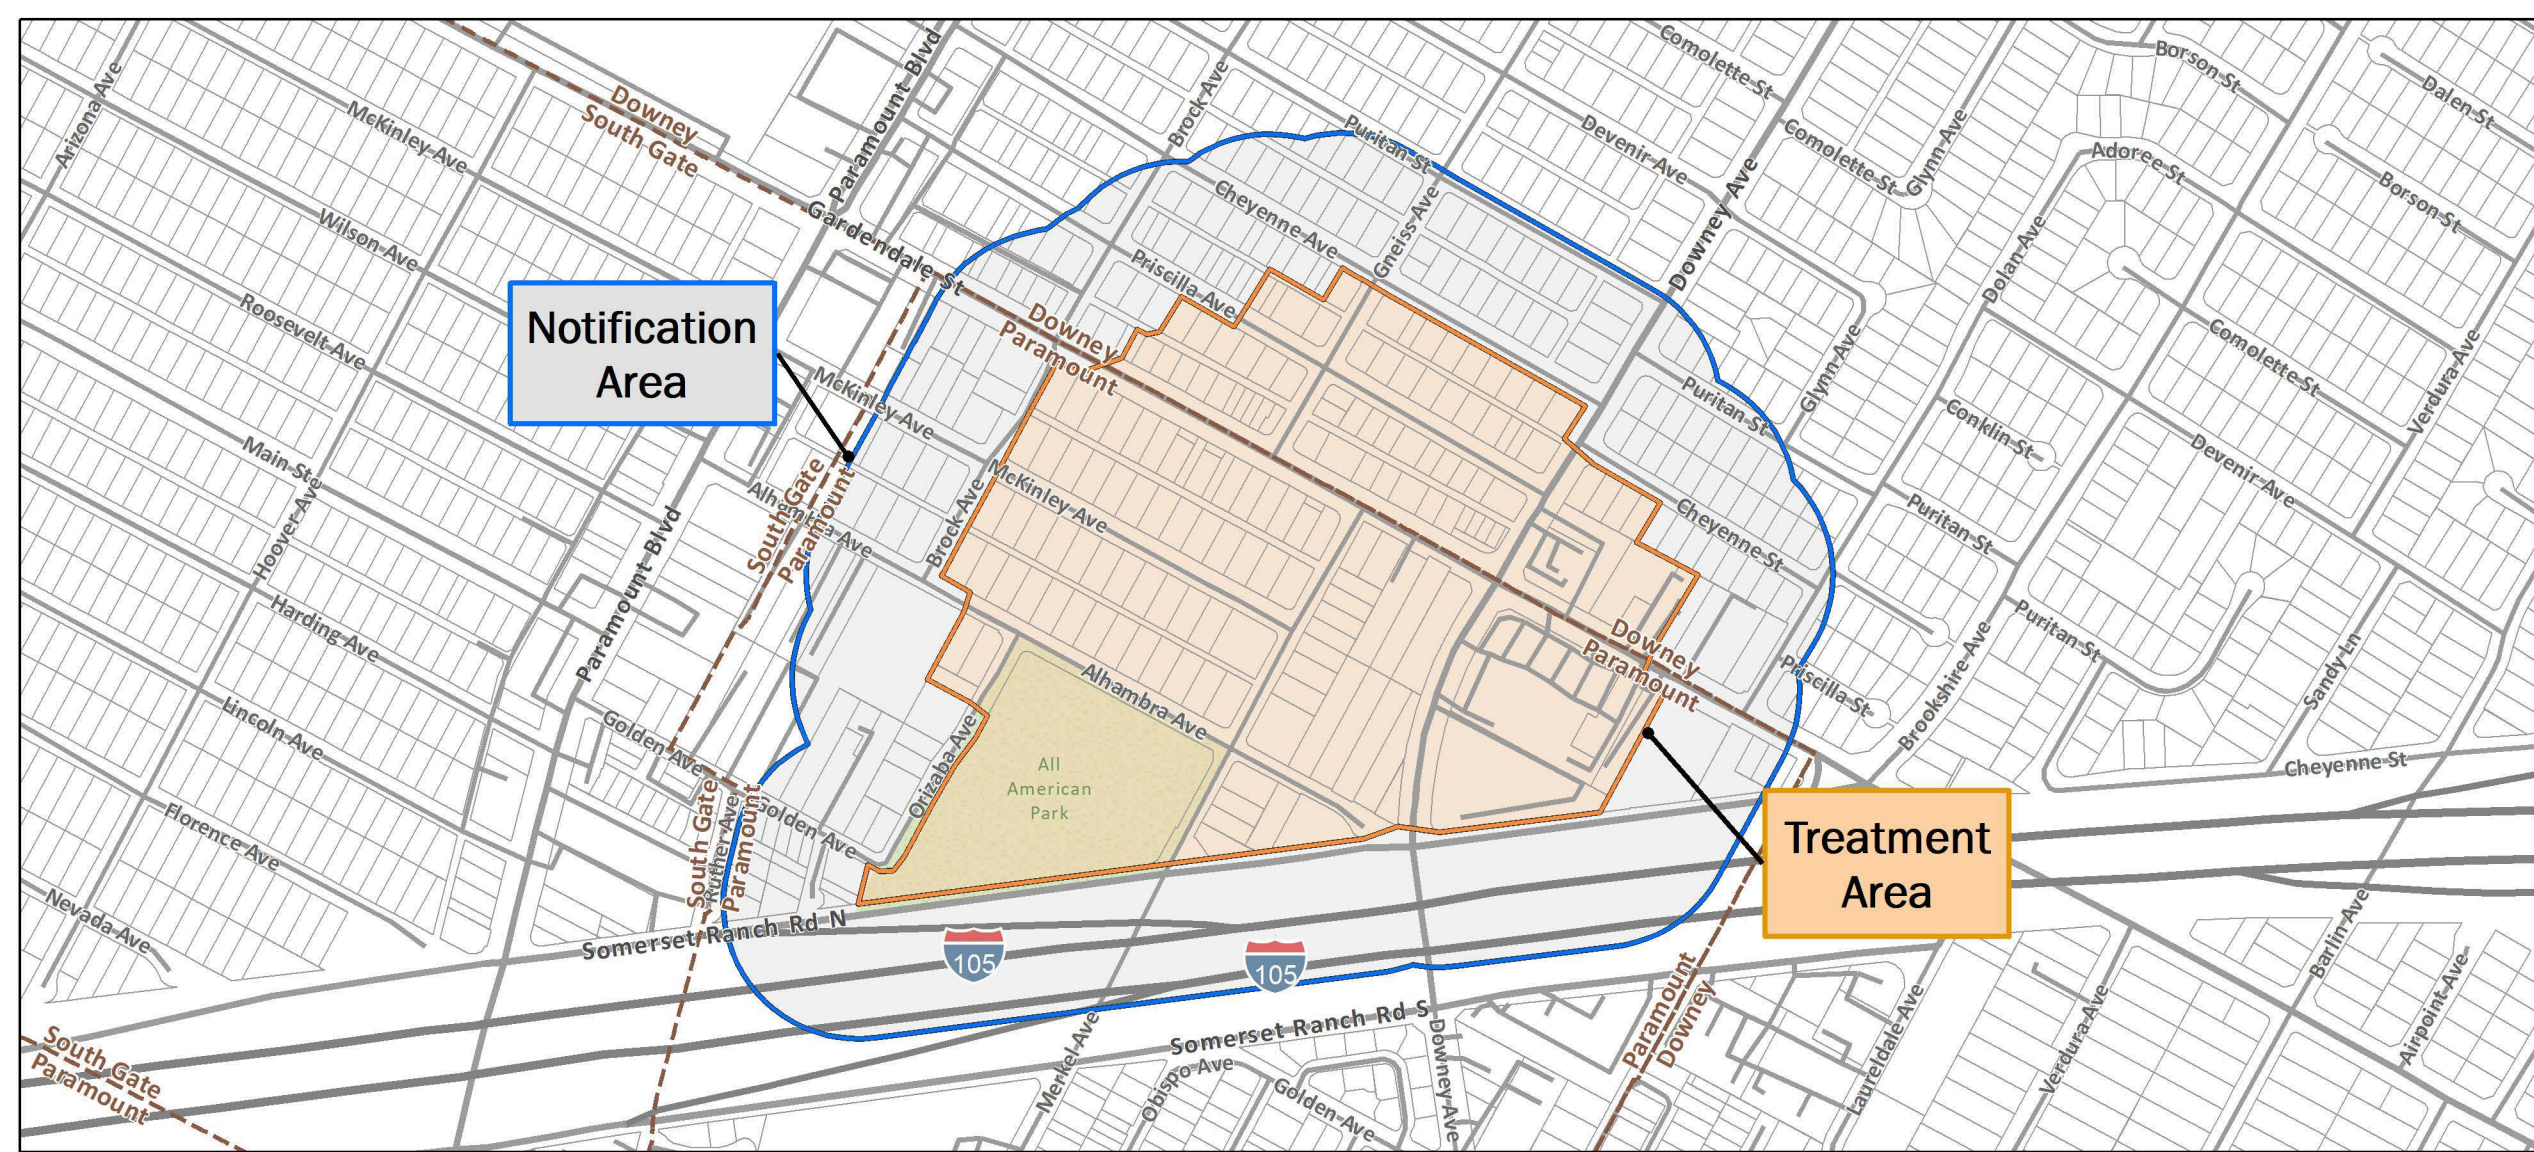 Comolette St
Borson St
Dalen St
Arizona Ave
McKinley Ave
Downey
South Gate
Paramount Blvd
Brock Ave
Puritan St
Devenir Ave
Comolette St
Glynn Ave
Adoree St
Borson St
Wilson Ave
Gardendale St
Cheyenne Ave
Gneiss Ave
Downey Ave
Dolan Ave
Priscilla Ave
Roosevelt Ave
Notification
Area
Downey
Paramount
Glynn Ave
Comolette St
Verdura Ave
McKinley Ave
Puritan St
Conklin St
Devenir Ave
Main St
Hoover Ave
South Gate
Paramount
Alhambra Ave
Brock Ave
McKinley Ave
Cheyenne St
Puritan St
Paramount Blvd
Harding Ave
Downey
Paramount
Puritan St
Sandy Ln
Priscilla St
Brookshire Ave
Lincoln Ave
Golden Ave
Alhambra Ave
Orizaba Ave
All
American
Park
Cheyenne St
Florence Ave
South Gate
Ruther Ave
Paramount
Golden Ave
Treatment
Area
Nevada Ave
Somerset Ranch Rd N
105
105
Barlin Ave
Airpoint Ave
Paramount
Downey
Somerset Ranch Rd S
Merkel Ave
Obispo Ave
Golden Ave
Downey Ave
Laureldale Ave
Verdura Ave
South Gate
Paramount